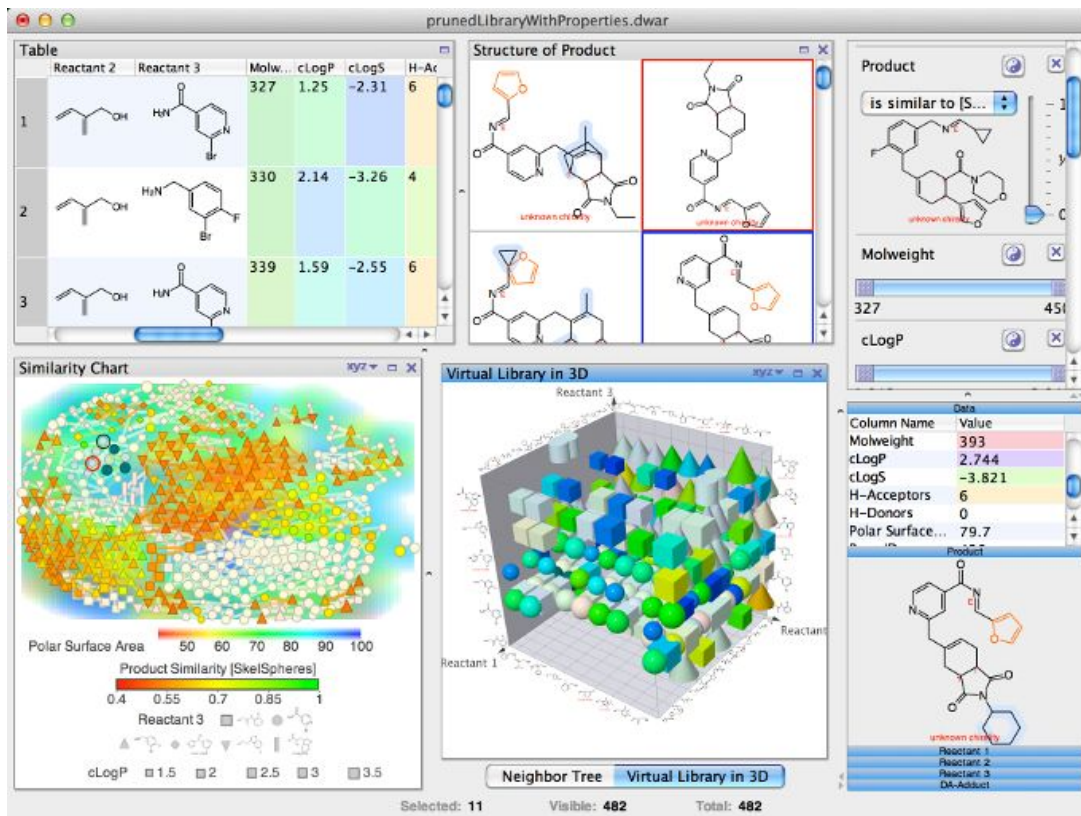 prunedLibraryWithProperties.dwar
Table
Reactant 2 Reactant 3 Molw... cLogP cLogS H-Ac
1 327 1.25 -2.31 6
2 330 2.14 -3.26 4
3 339 1.59 -2.55 6
Structure of Product
unknown chirality
unknown chirality
Product
is similar to [S...
unknown chirality
Molweight
327 450
cLogP
Similarity Chart xyz
Polar Surface Area 50 60 70 80 90 100
Product Similarity [SkelSpheres]
0.4 0.55 0.7 0.85 1
Reactant 3
cLogP 1.5 2 2.5 3 3.5
Virtual Library in 3D xyz
Reactant 3
Reactant
Reactant 1
Neighbor Tree Virtual Library in 3D
Data
Column Name Value
Molweight 393
cLogP 2.744
cLogS -3.821
H-Acceptors 6
H-Donors 0
Polar Surface... 79.7
Product
unknown chirality
Reactant 1
Reactant 2
Reactant 3
DA-Adduct
Selected: 11 Visible: 482 Total: 482